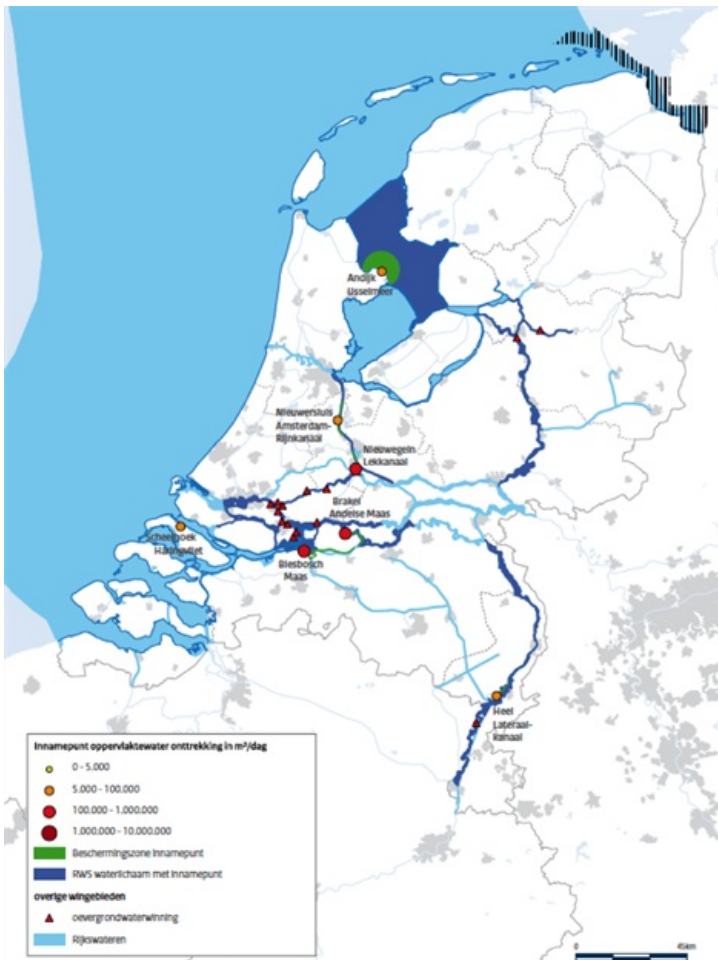 Andijk
IJsselmeer
Nieuwersluis
Amsterdam-
Rijnkanaal
Nieuwegein
Lekkanaal
Brakel
Andelse Maas
Scheelhoek
Haringvliet
Biesbosch
Maas
Heel
Lateraal-
kanaal
Innamepunt oppervlaktewater onttrekking in m³/dag
0 - 5.000
5.000 - 100.000
100.000 - 1.000.000
1.000.000 - 10.000.000
Beschermingszone Innamepunt
RWS waterlichaam met Innamepunt
overige wingebieden
oevergrondwaterwinning
Rijkswateren
0 45km